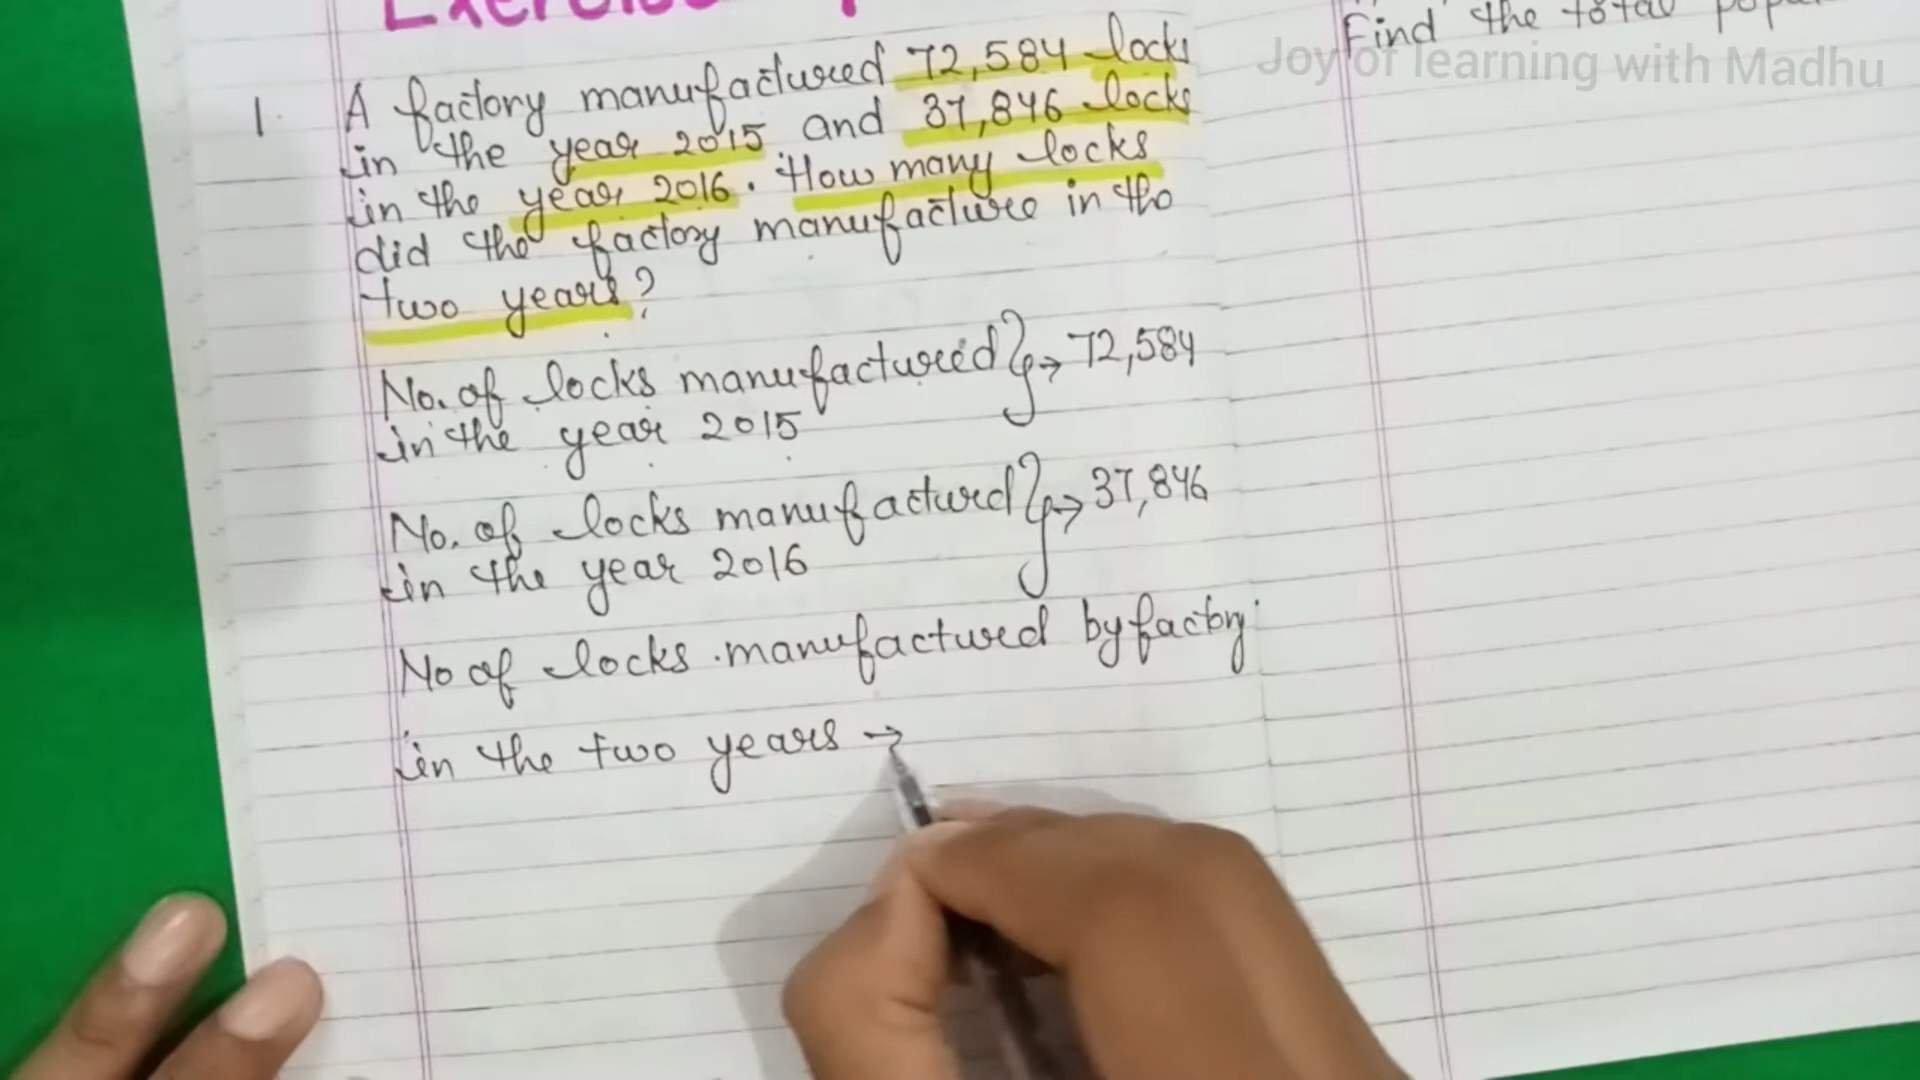 Exercise
1. A factory manufactured 72,584 locks
in the year 2015 and 37,846 locks
in the year 2016. How many locks
did the factory manufacture in the
two years?
No. of locks manufactured } → 72,584
in the year 2015
No. of locks manufacturd } → 37,846
in the year 2016
No of locks manufactured by factory
in the two years →
Find the total
Joy of learning with Madhu